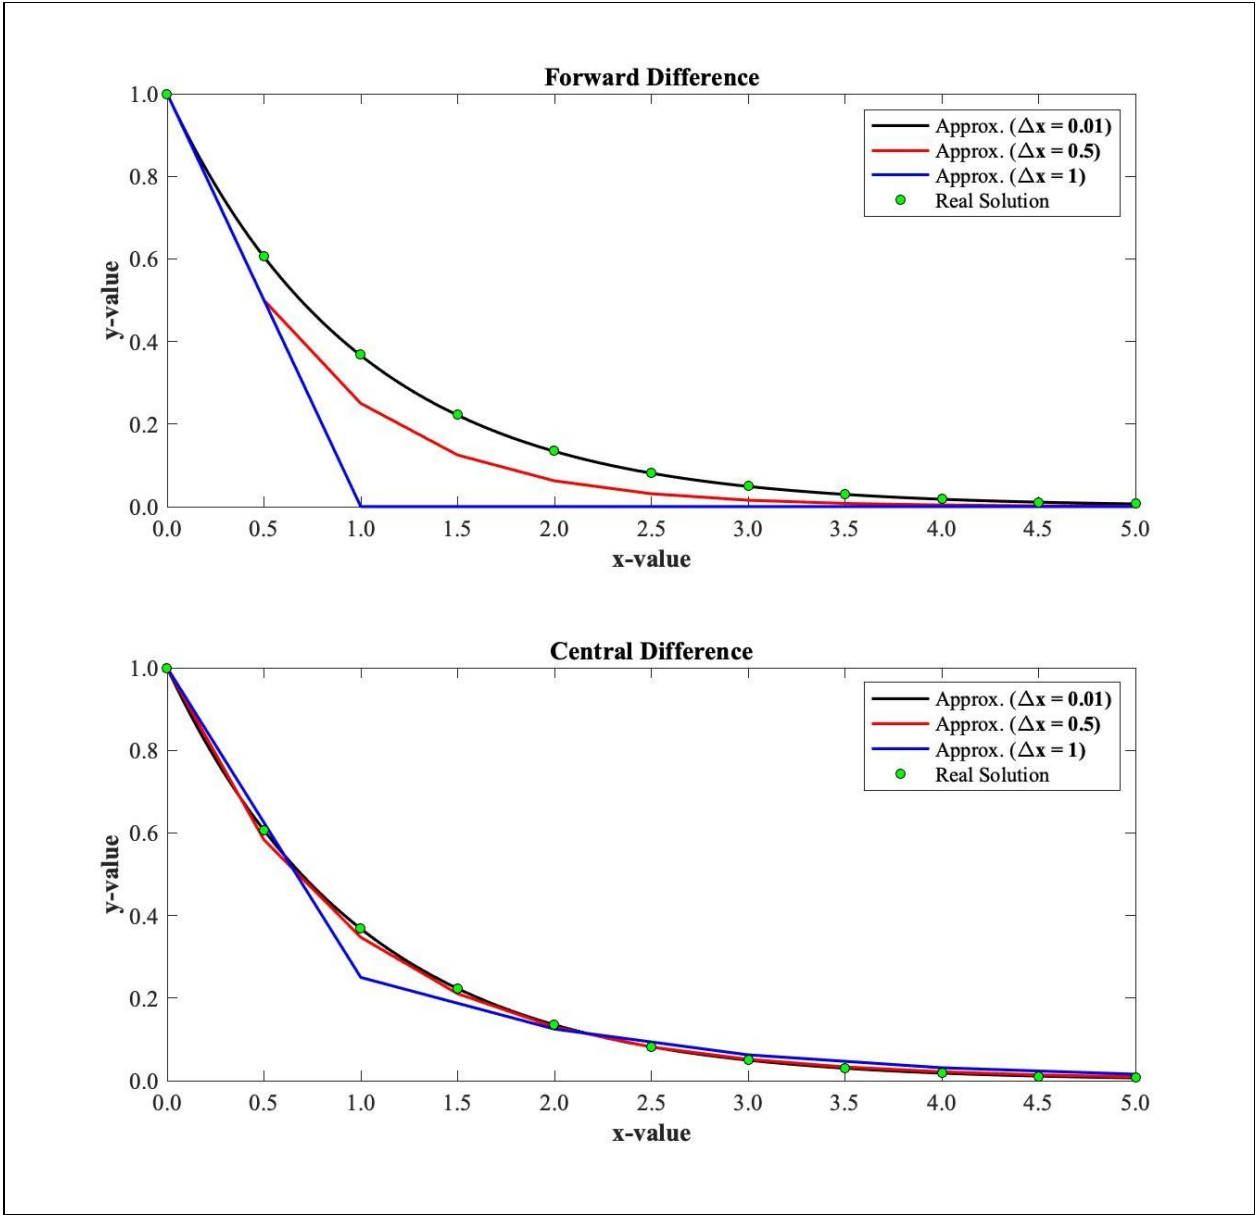 Forward Difference
1.0
0.8
0.6
0.4
0.2
0.0
y-value
Approx. (Δx = 0.01)
Approx. (Δx = 0.5)
Approx. (Δx = 1)
Real Solution
0.0 0.5 1.0 1.5 2.0 2.5 3.0 3.5 4.0 4.5 5.0
x-value
Central Difference
1.0
0.8
0.6
0.4
0.2
0.0
y-value
Approx. (Δx = 0.01)
Approx. (Δx = 0.5)
Approx. (Δx = 1)
Real Solution
0.0 0.5 1.0 1.5 2.0 2.5 3.0 3.5 4.0 4.5 5.0
x-value